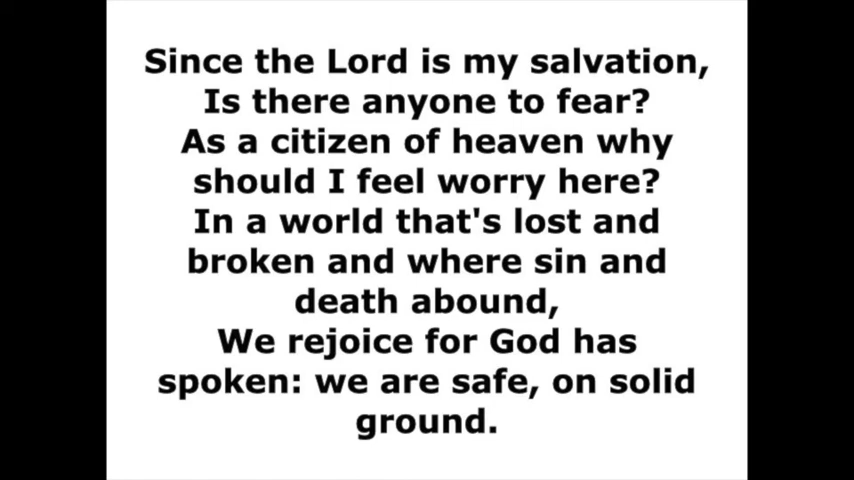 Since the Lord is my salvation,
Is there anyone to fear?
As a citizen of heaven why
should I feel worry here?
In a world that's lost and
broken and where sin and
death abound,
We rejoice for God has
spoken: we are safe, on solid
ground.